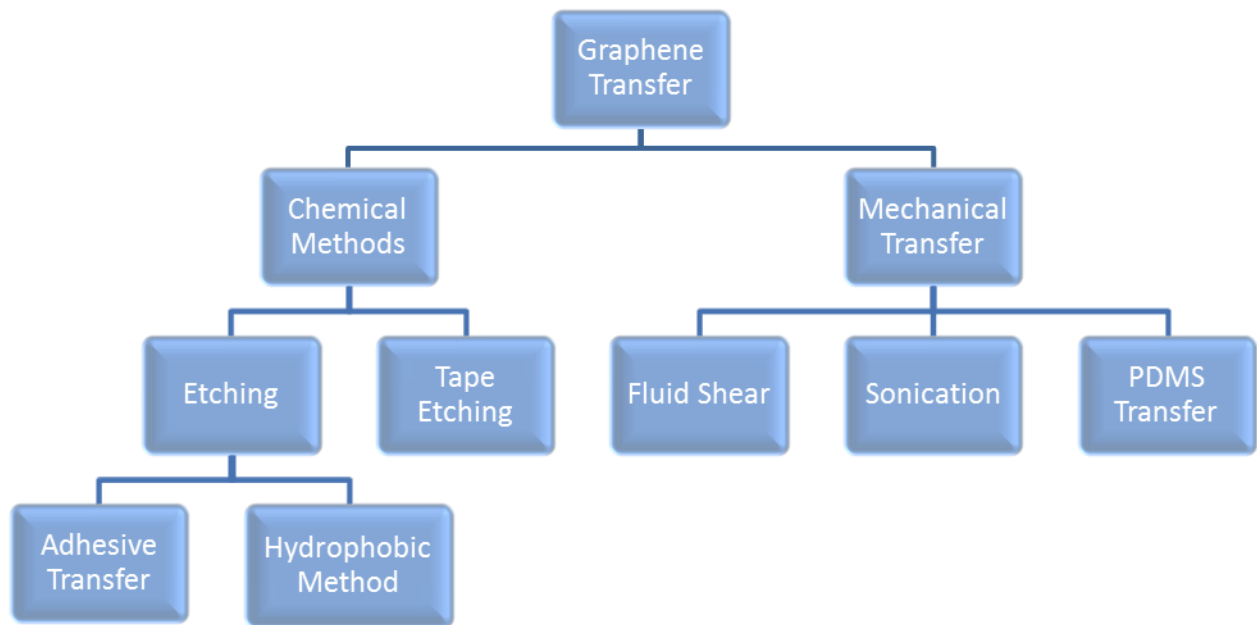 Graphene
Transfer
Chemical
Methods
Mechanical
Transfer
Etching
Tape
Etching
Fluid Shear
Sonication
PDMS
Transfer
Adhesive
Transfer
Hydrophobic
Method